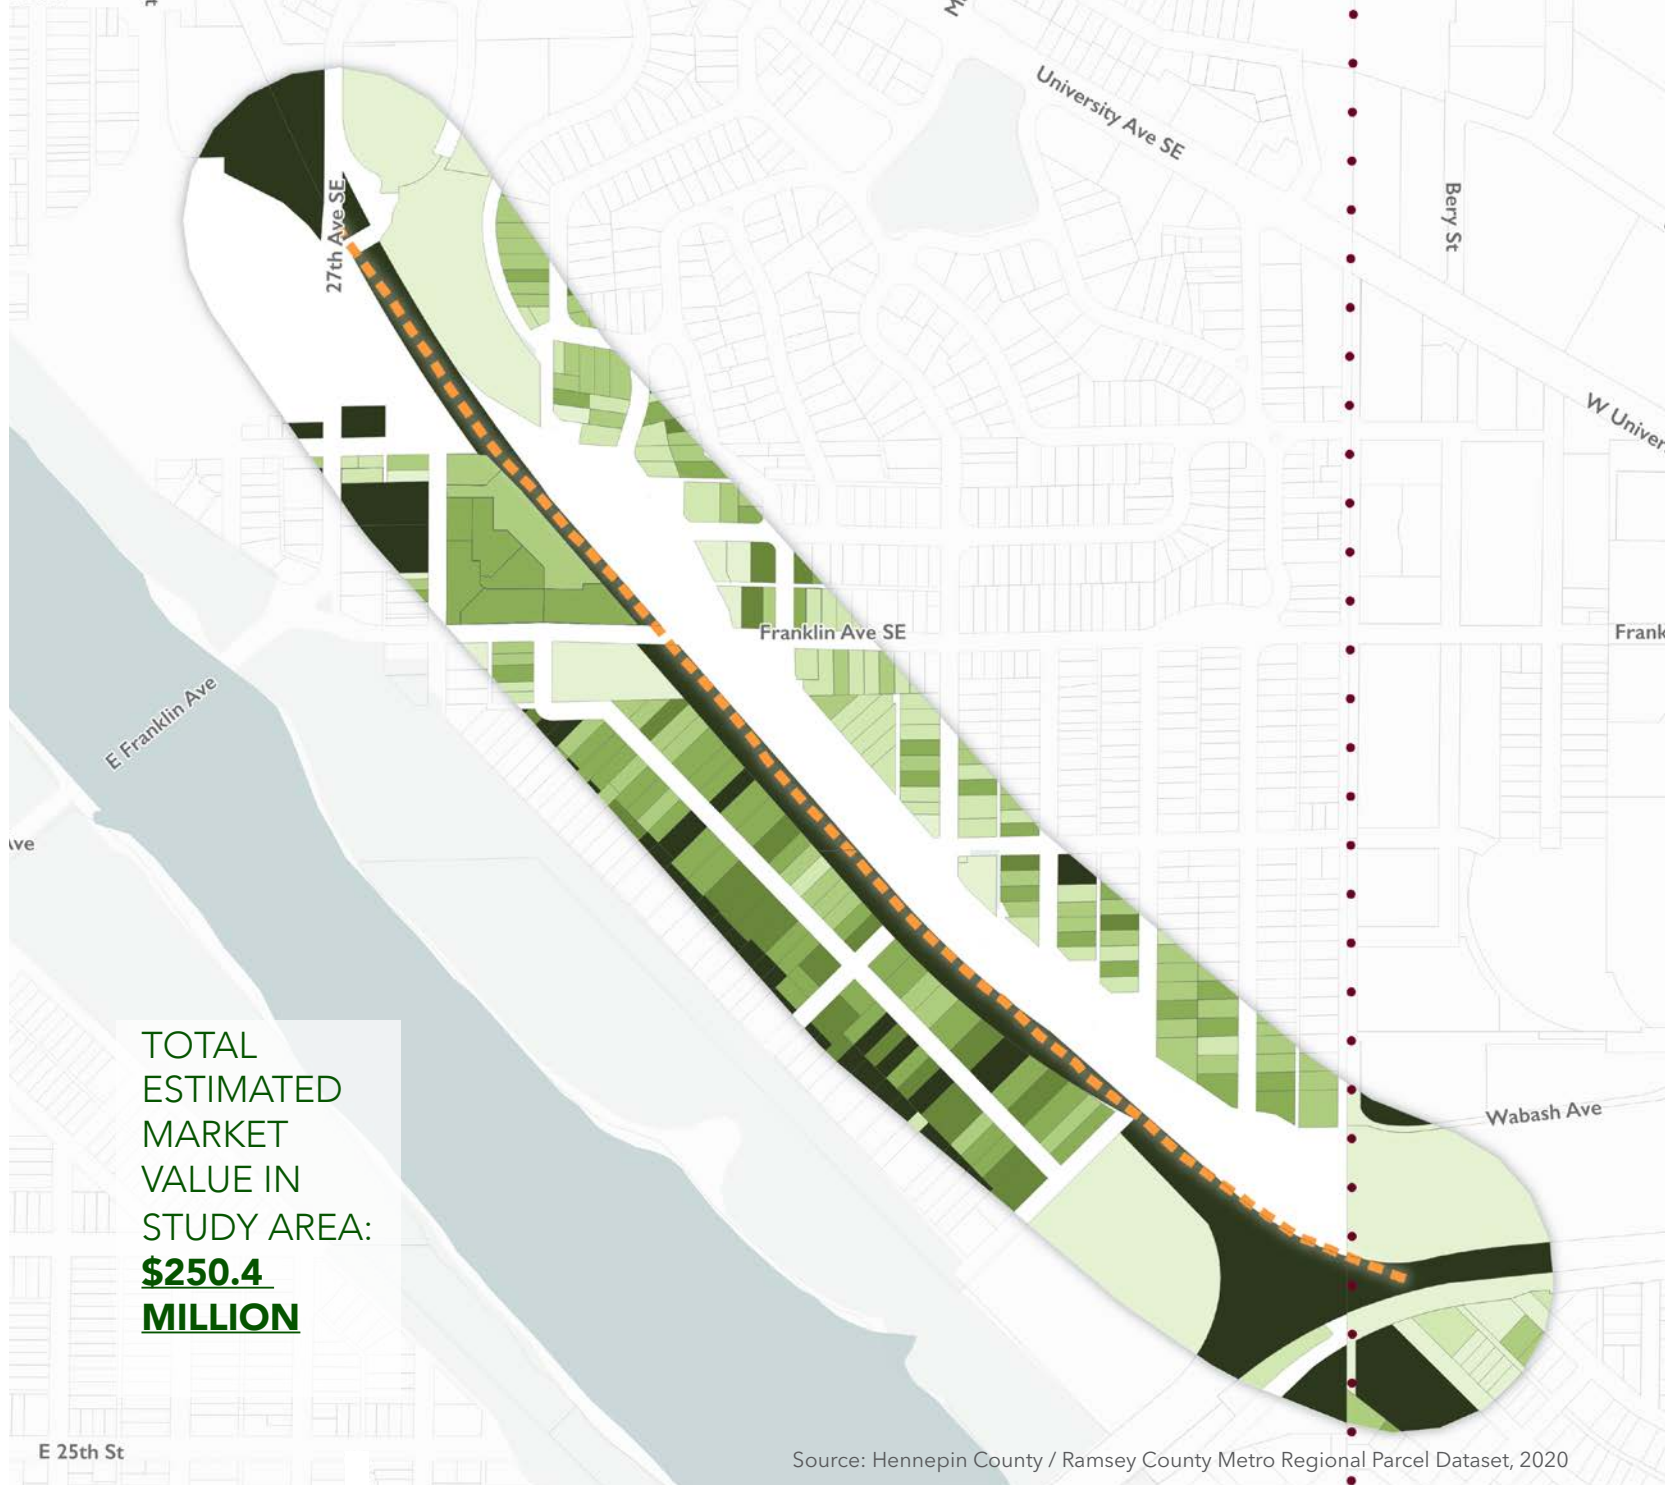 University Ave SE
Bery St
27th Ave SE
W Univer
Franklin Ave SE
Frank
E Franklin Ave
TOTAL
ESTIMATED
MARKET
VALUE IN
STUDY AREA:
$250.4
MILLION
Wabash Ave
E 25th St
Source: Hennepin County / Ramsey County Metro Regional Parcel Dataset, 2020